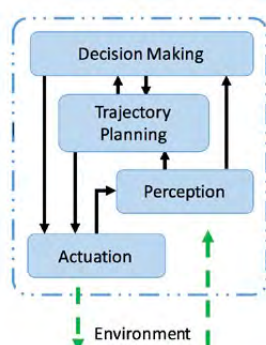 Decision Making
Trajectory
Planning
Perception
Actuation
Environment